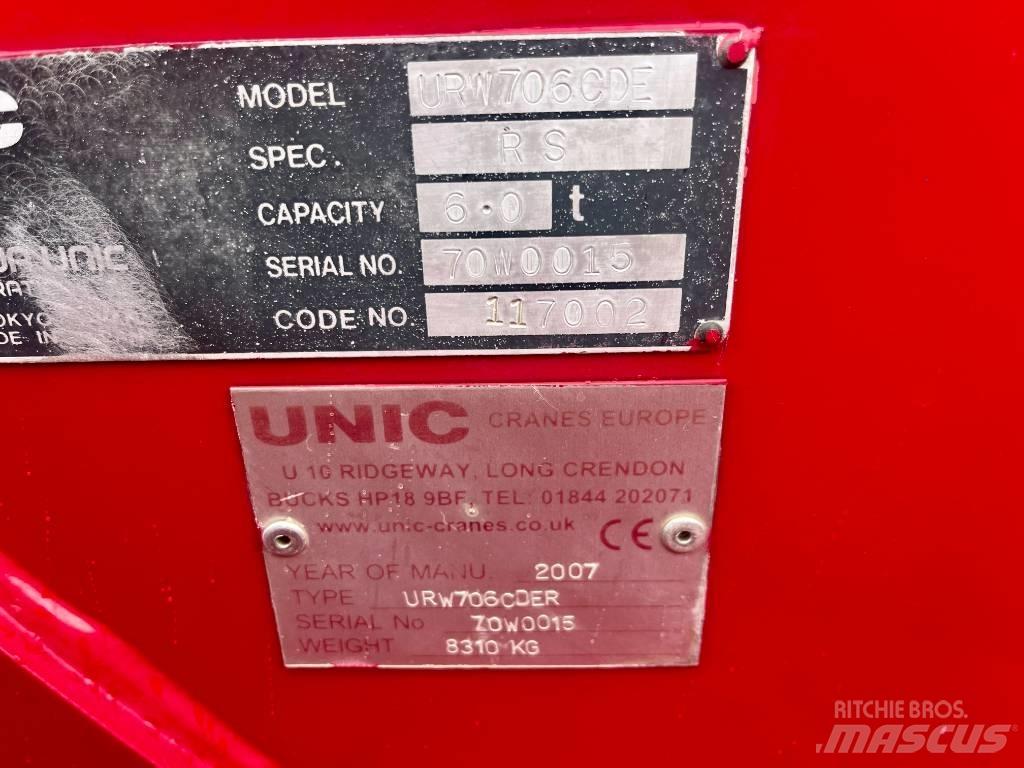 MODEL URW706CDE
SPEC. RS
CAPACITY 6.0 t
SERIAL NO. 70W0015
CODE NO. 117002
UNIC
UNIC CRANES EUROPE
U 10 RIDGEWAY, LONG CRENDON
BUCKS HP18 9BF, TEL: 01844 202071
www.unic-cranes.co.uk CE
YEAR OF MANU. 2007
TYPE URW706CDER
SERIAL No 70W0015
WEIGHT 8310 KG
RITCHIE BROS.
MASCUS